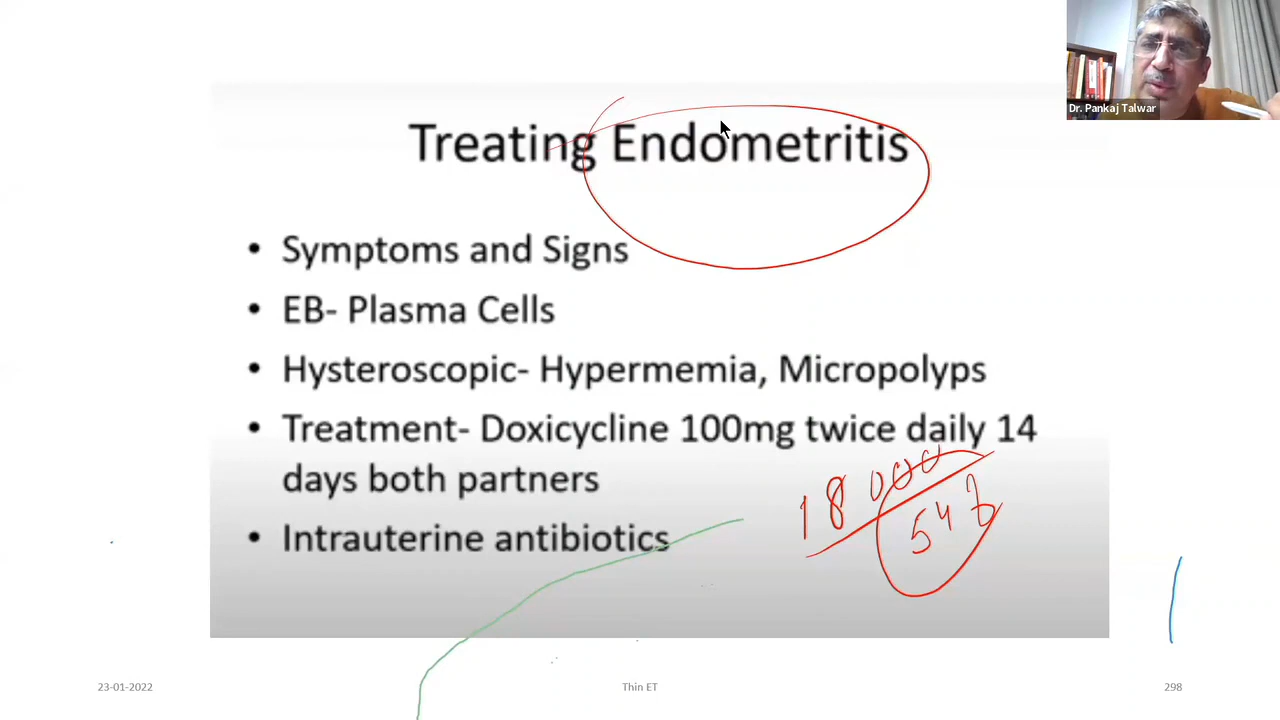 Dr. Pankaj Talwar
Treating Endometritis
• Symptoms and Signs
• EB- Plasma Cells
• Hysteroscopic- Hypermemia, Micropolyps
• Treatment- Doxicycline 100mg twice daily 14
days both partners
• Intrauterine antibiotics
18000
23-01-2022
Thin ET
298